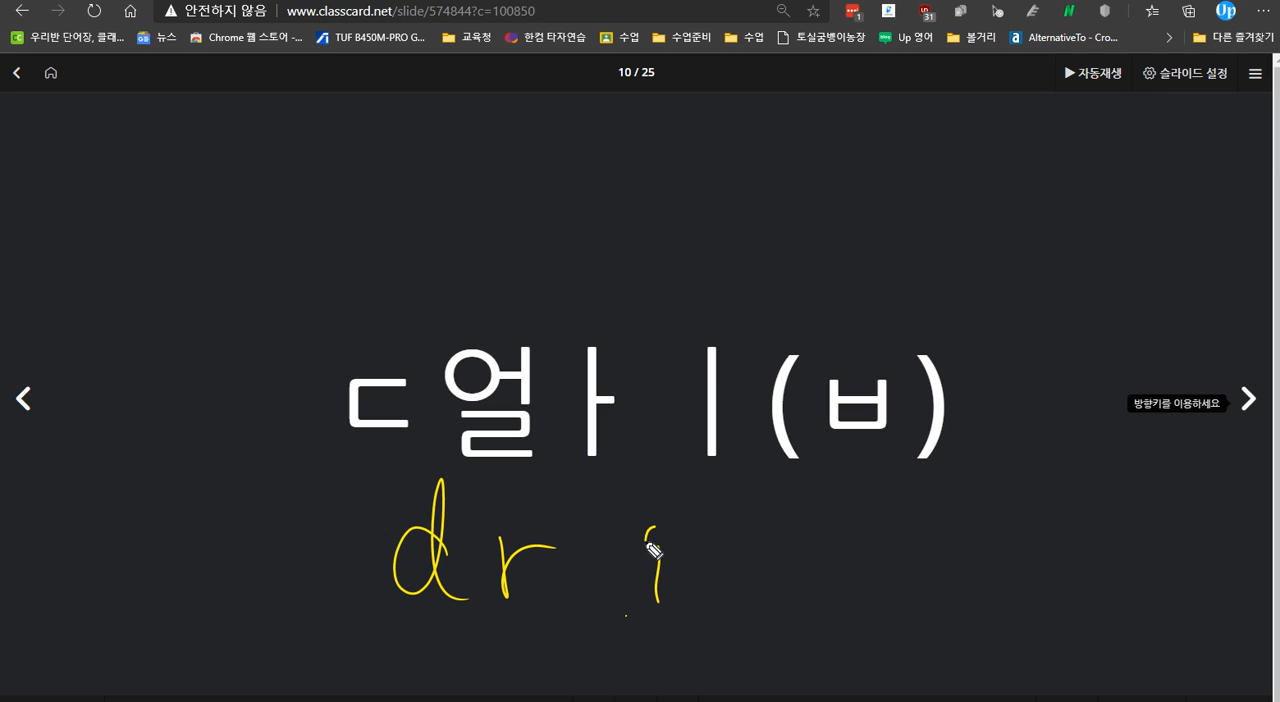 안전하지 않음 www.classcard.net/slide/574844?c=100850
1 31 Up
우리반 단어장, 클래... 뉴스 Chrome 웹 스토어 -... TUF B450M-PRO G... 교육청 한컴 타자연습 수업 수업준비 수업 토실궁뱅이농장 Up 영어 볼거리 AlternativeTo - Cro... 다른 즐겨찾기
10 / 25 자동재생 슬라이드 설정
ㄷ얼ㅏㅣ(ㅂ)
방향키를 이용하세요
d r i